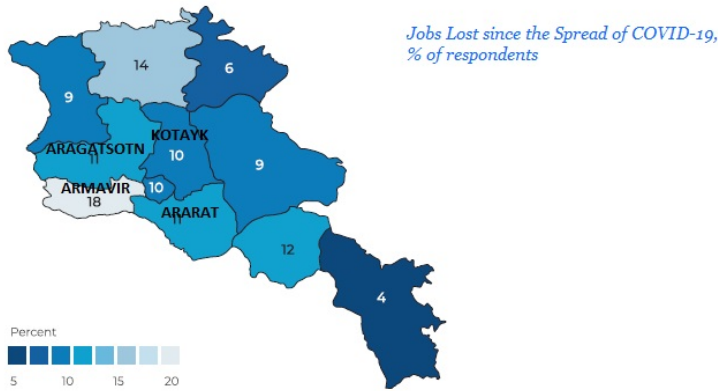 Jobs Lost since the Spread of COVID-19,
% of respondents
14
6
9
KOTAYK
ARAGATSOTN
11
10
9
ARMAVIR
10
18
ARARAT
11
12
4
Percent
5 10 15 20